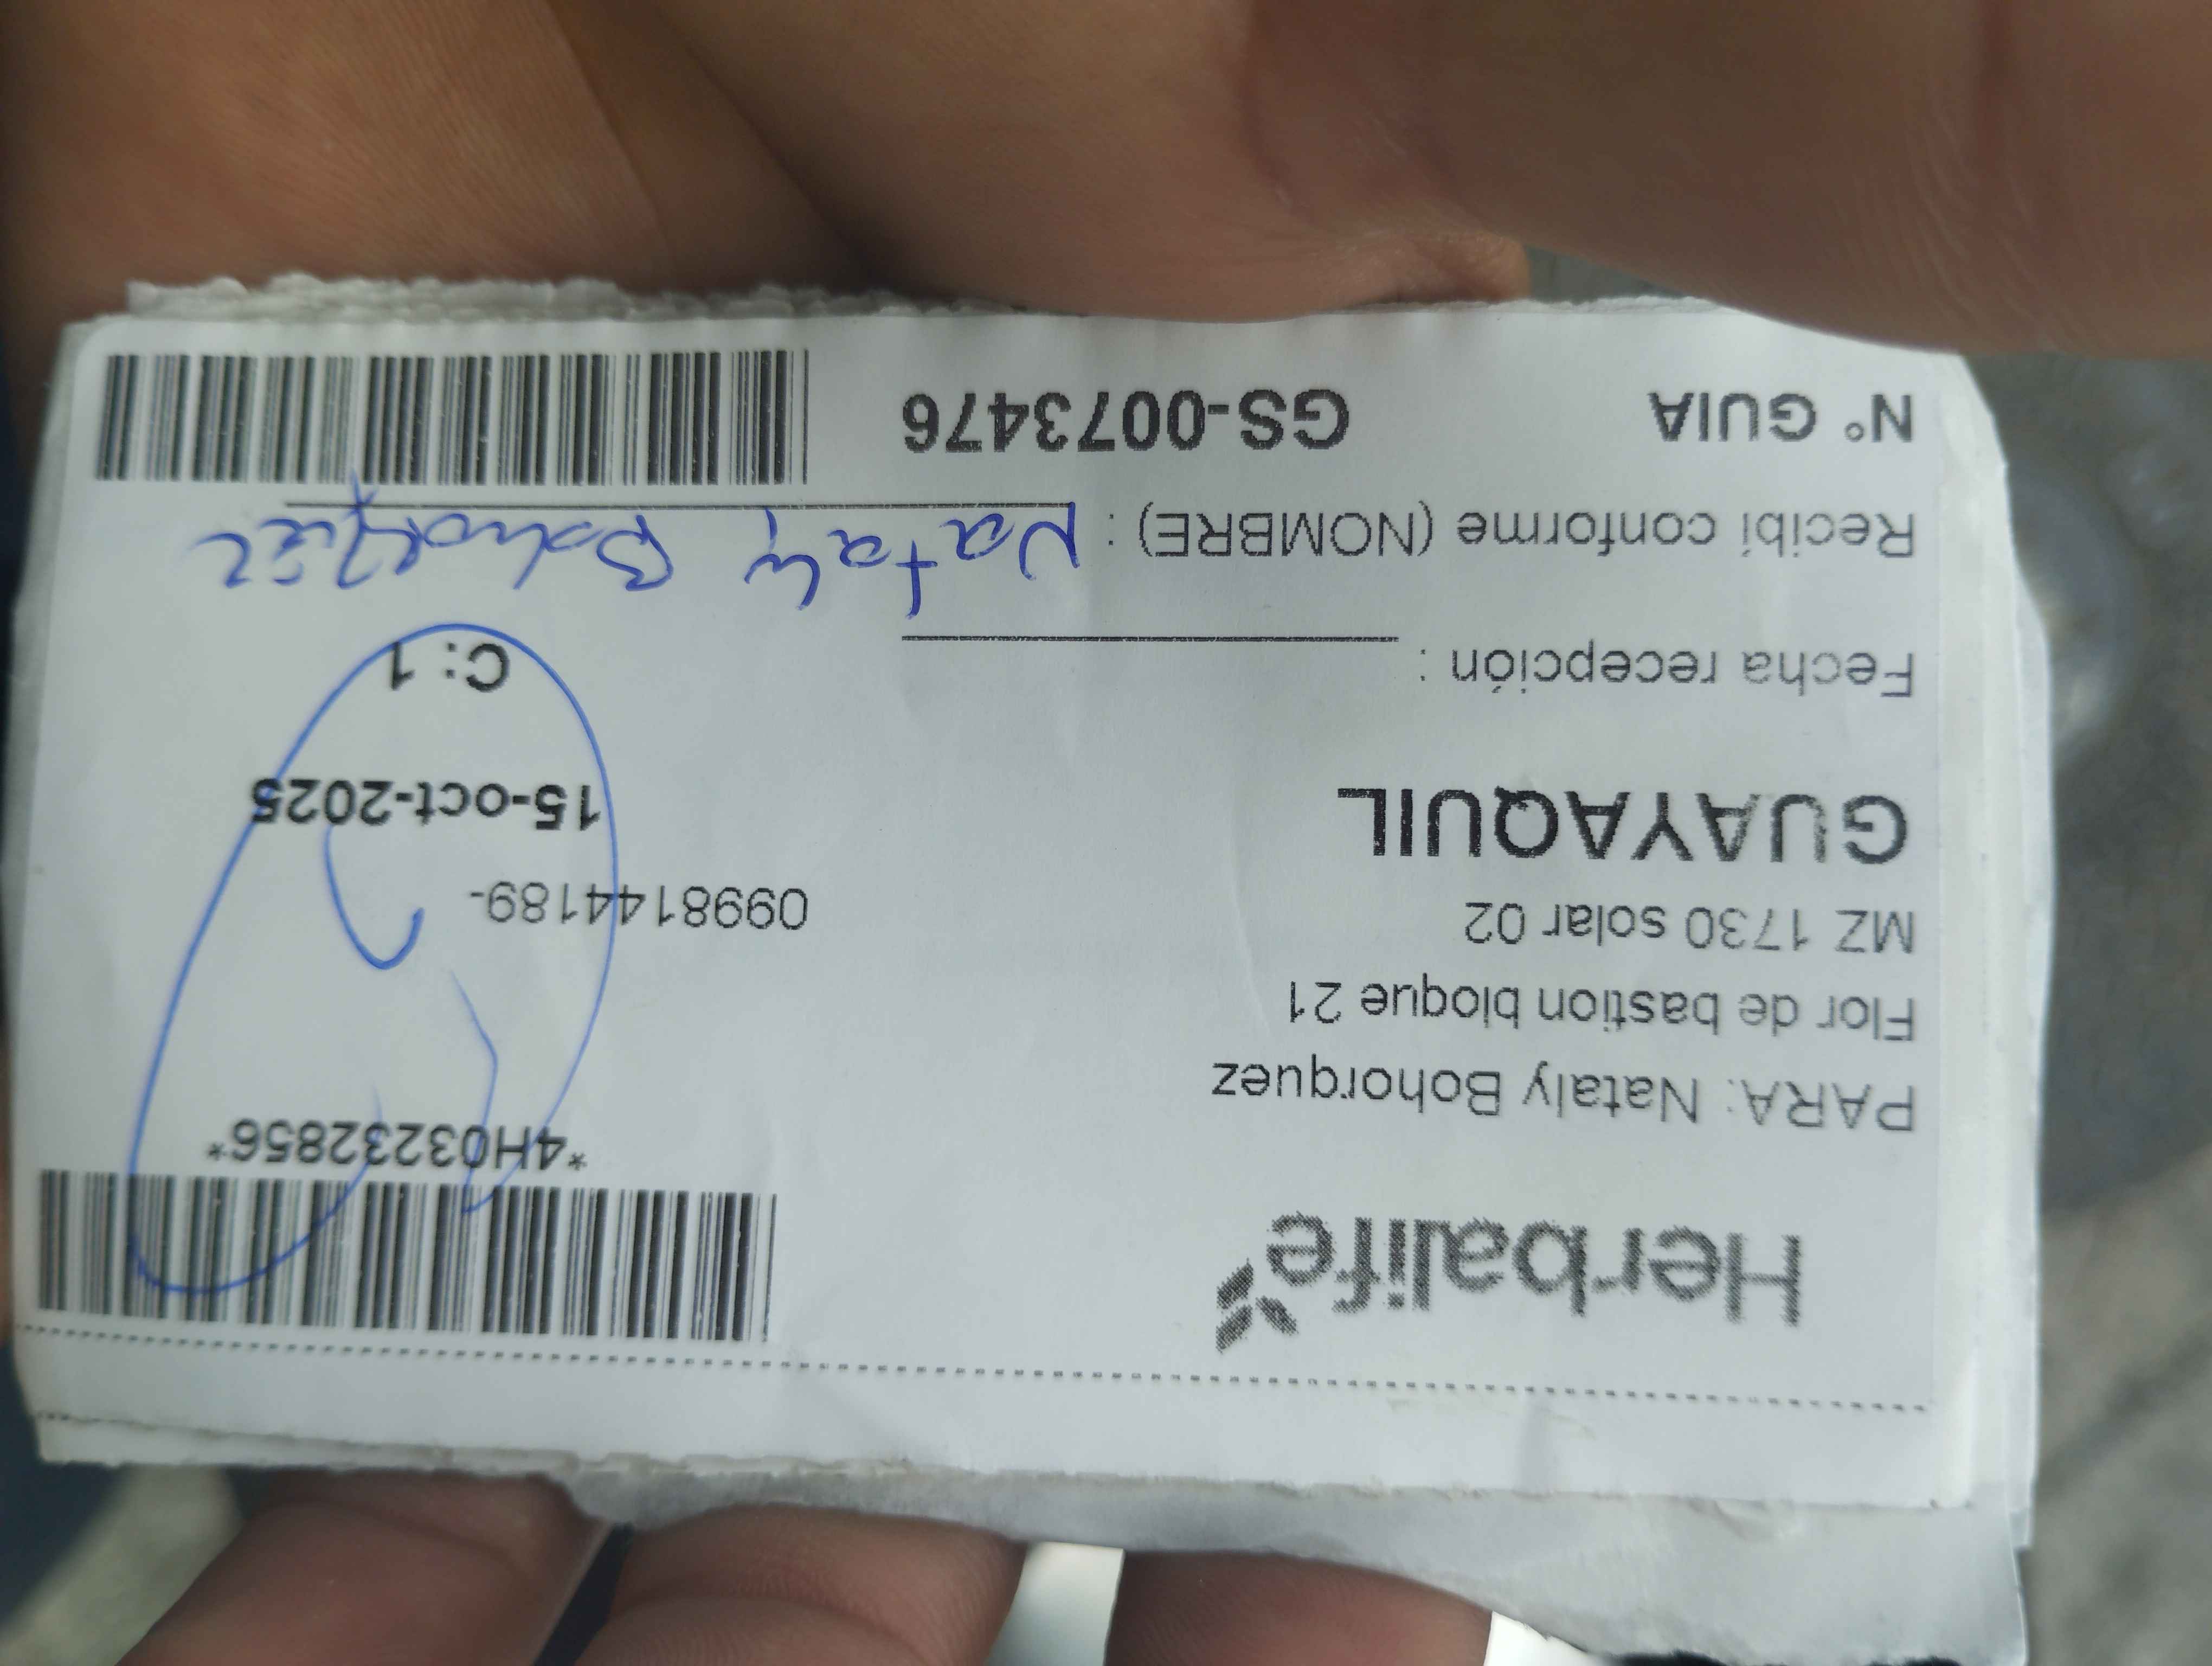 Herbalife
*4H03232856*
PARA: Nataly Bohorquez
Flor de bastion bloque 21
MZ 1730 solar 02
0998144189-
GUAYAQUIL
15-oct-2025
Fecha recepción :
C: 1
Recibí conforme (NOMBRE) : Nataly Bohorquez
N° GUIA
GS-0073476